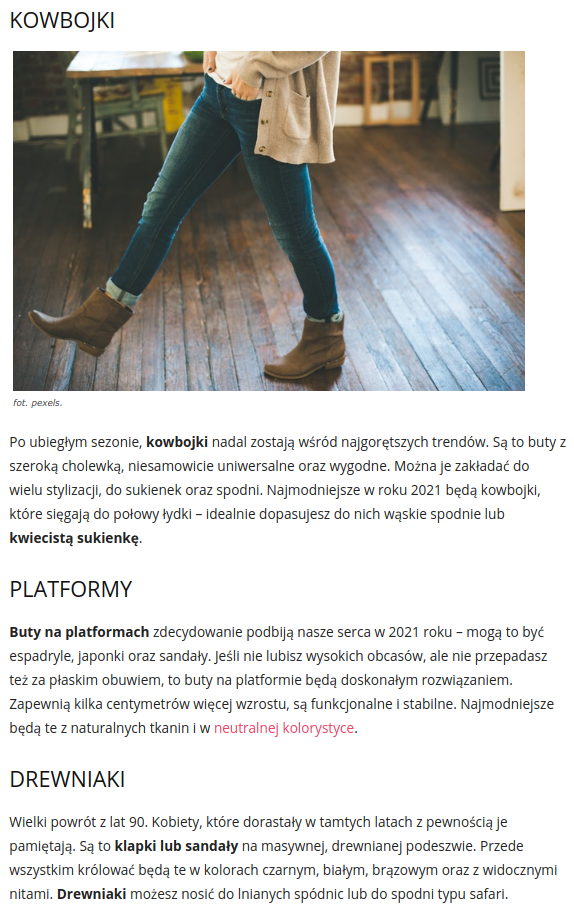 KOWBOJKI
fot. pexels.
Po ubiegłym sezonie, kowbojki nadal zostają wśród najgorętszych trendów. Są to buty z
szeroką cholewką, niesamowicie uniwersalne oraz wygodne. Można je zakładać do
wielu stylizacji, do sukienek oraz spodni. Najmodniejsze w roku 2021 będą kowbojki,
które sięgają do połowy łydki – idealnie dopasujesz do nich wąskie spodnie lub
kwiecistą sukienkę.
PLATFORMY
Buty na platformach zdecydowanie podbiją nasze serca w 2021 roku – mogą to być
espadryle, japonki oraz sandały. Jeśli nie lubisz wysokich obcasów, ale nie przepadasz
też za płaskim obuwiem, to buty na platformie będą doskonałym rozwiązaniem.
Zapewnią kilka centymetrów więcej wzrostu, są funkcjonalne i stabilne. Najmodniejsze
będą te z naturalnych tkanin i w neutralnej kolorystyce.
DREWNIAKI
Wielki powrót z lat 90. Kobiety, które dorastały w tamtych latach z pewnością je
pamiętają. Są to klapki lub sandały na masywnej, drewnianej podeszwie. Przede
wszystkim królować będą te w kolorach czarnym, białym, brązowym oraz z widocznymi
nitami. Drewniaki możesz nosić do lnianych spódnic lub do spodni typu safari.